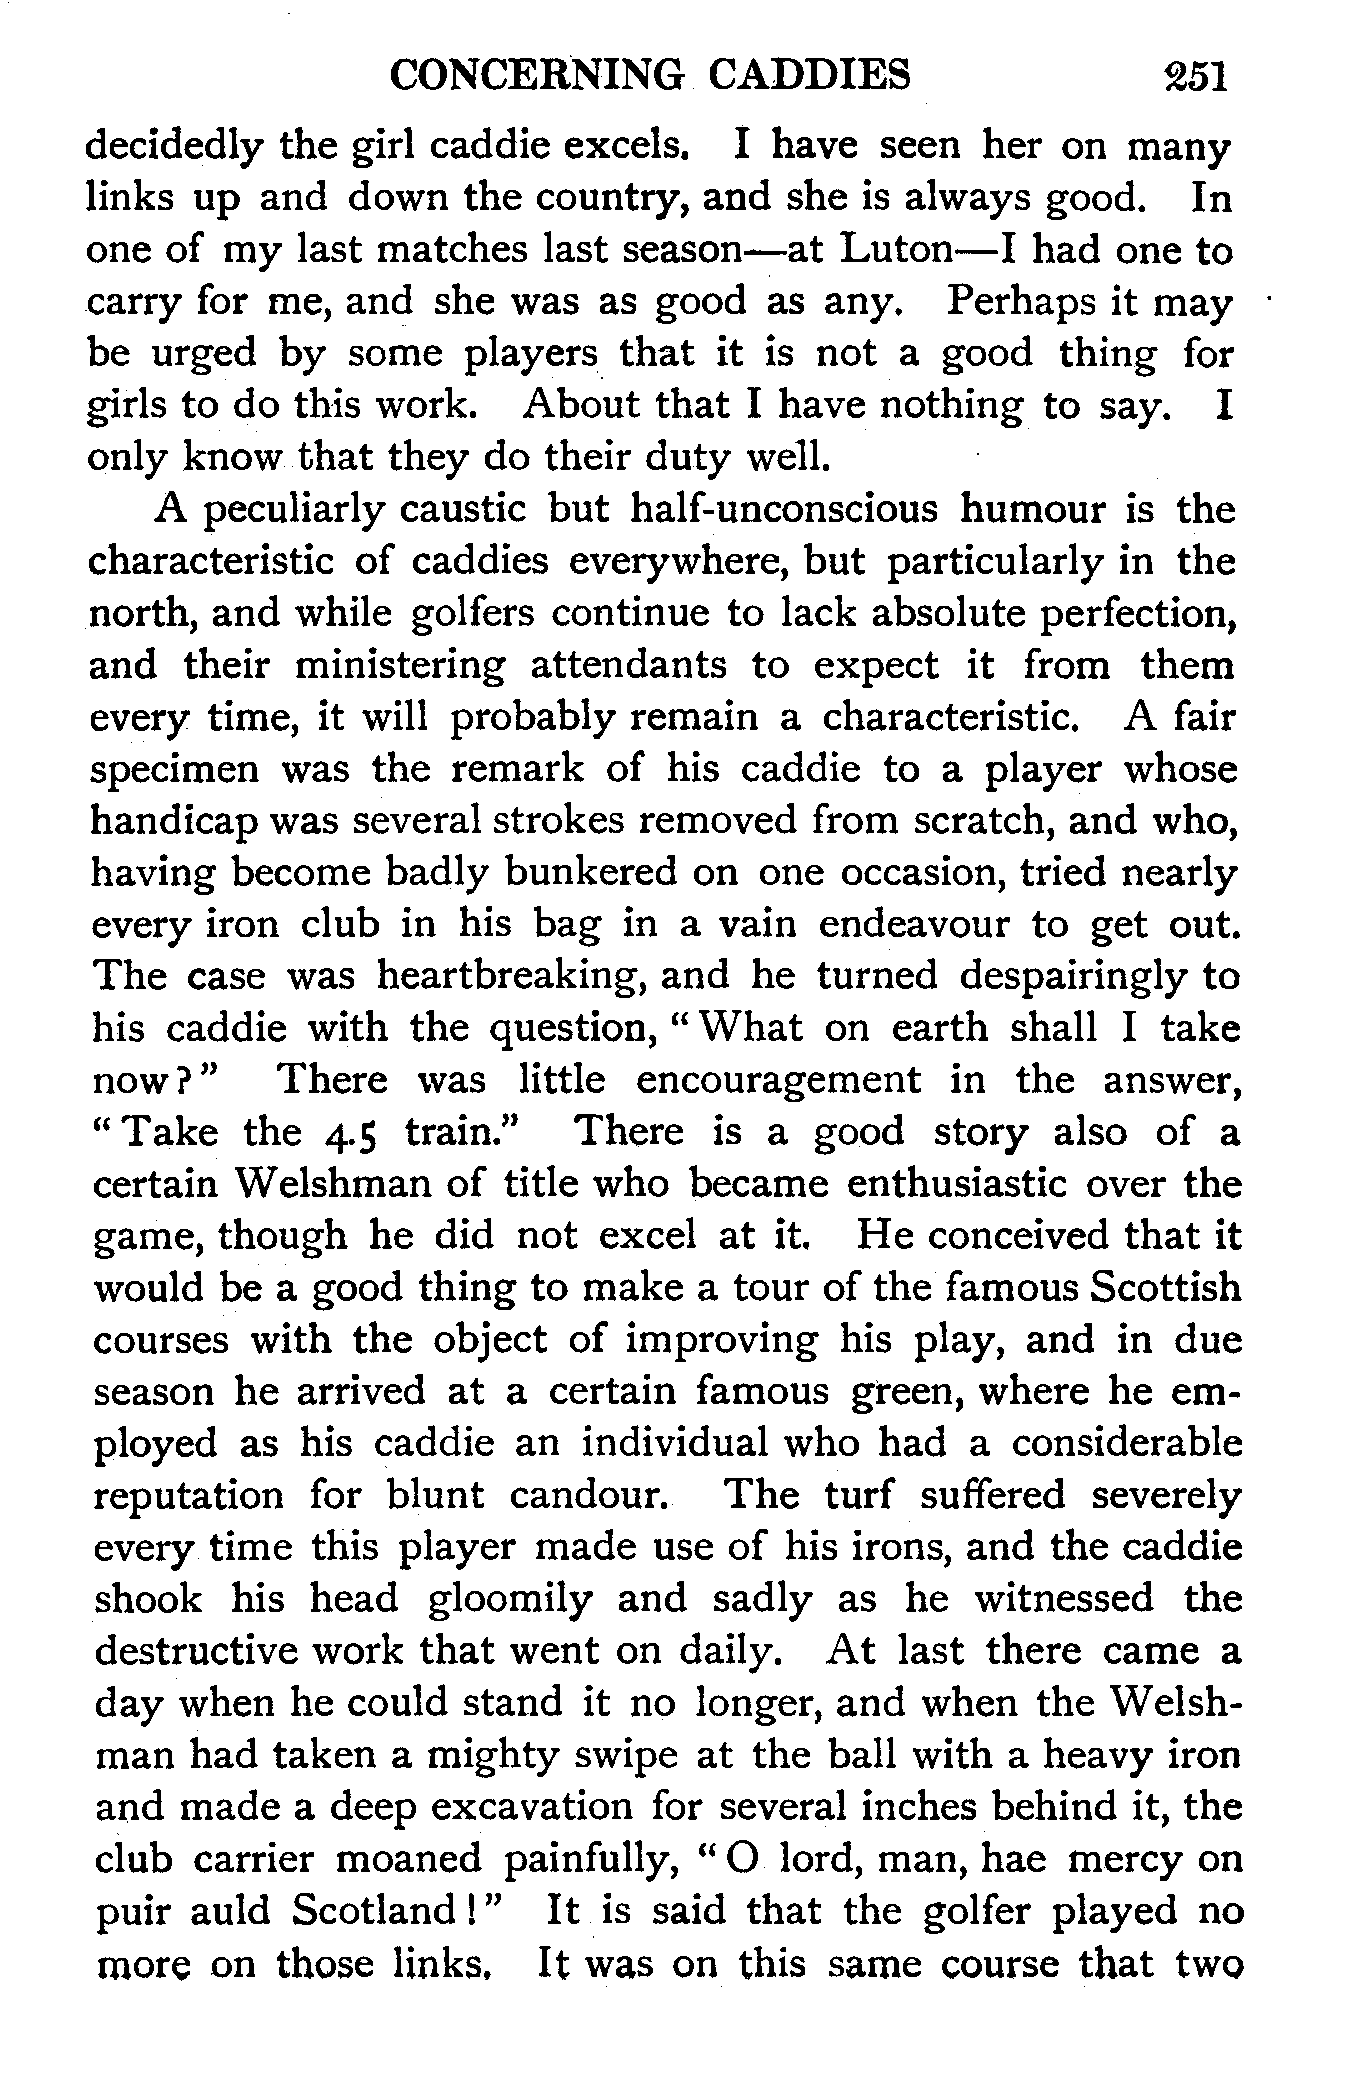 CONCERNING CADDIES 251
decidedly the girl caddie excels. I have seen her on many
links up and down the country, and she is always good. In
one of my last matches last season—at Luton—I had one to
carry for me, and she was as good as any. Perhaps it may
be urged by some players that it is not a good thing for
girls to do this work. About that I have nothing to say. I
only know that they do their duty well.
A peculiarly caustic but half-unconscious humour is the
characteristic of caddies everywhere, but particularly in the
north, and while golfers continue to lack absolute perfection,
and their ministering attendants to expect it from them
every time, it will probably remain a characteristic. A fair
specimen was the remark of his caddie to a player whose
handicap was several strokes removed from scratch, and who,
having become badly bunkered on one occasion, tried nearly
every iron club in his bag in a vain endeavour to get out.
The case was heartbreaking, and he turned despairingly to
his caddie with the question, “What on earth shall I take
now?” There was little encouragement in the answer,
“Take the 4.5 train.” There is a good story also of a
certain Welshman of title who became enthusiastic over the
game, though he did not excel at it. He conceived that it
would be a good thing to make a tour of the famous Scottish
courses with the object of improving his play, and in due
season he arrived at a certain famous green, where he em-
ployed as his caddie an individual who had a considerable
reputation for blunt candour. The turf suffered severely
every time this player made use of his irons, and the caddie
shook his head gloomily and sadly as he witnessed the
destructive work that went on daily. At last there came a
day when he could stand it no longer, and when the Welsh-
man had taken a mighty swipe at the ball with a heavy iron
and made a deep excavation for several inches behind it, the
club carrier moaned painfully, “O lord, man, hae mercy on
puir auld Scotland!” It is said that the golfer played no
more on those links. It was on this same course that two